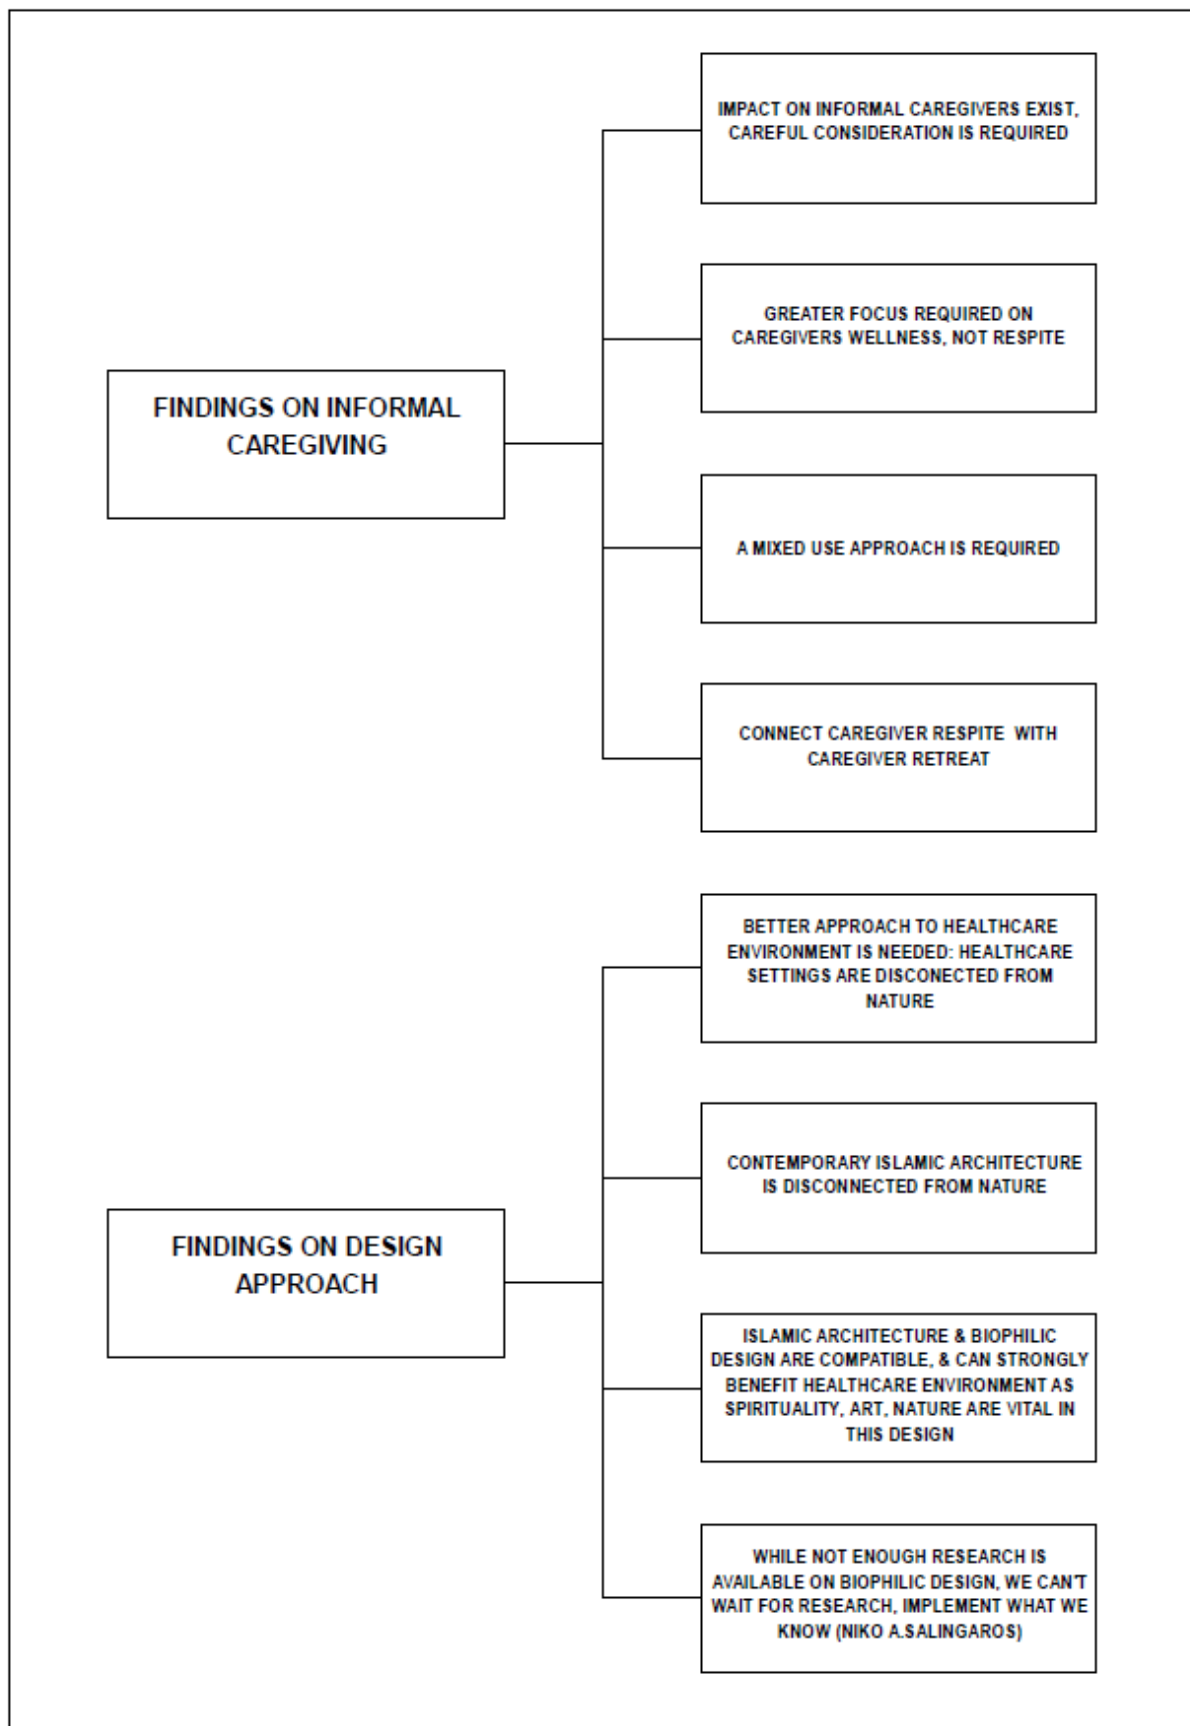 IMPACT ON INFORMAL CAREGIVERS EXIST,
CAREFUL CONSIDERATION IS REQUIRED
GREATER FOCUS REQUIRED ON
CAREGIVERS WELLNESS, NOT RESPITE
FINDINGS ON INFORMAL
CAREGIVING
A MIXED USE APPROACH IS REQUIRED
CONNECT CAREGIVER RESPITE WITH
CAREGIVER RETREAT
BETTER APPROACH TO HEALTHCARE
ENVIRONMENT IS NEEDED: HEALTHCARE
SETTINGS ARE DISCONECTED FROM
NATURE
CONTEMPORARY ISLAMIC ARCHITECTURE
IS DISCONNECTED FROM NATURE
FINDINGS ON DESIGN
APPROACH
ISLAMIC ARCHITECTURE & BIOPHILIC
DESIGN ARE COMPATIBLE, & CAN STRONGLY
BENEFIT HEALTHCARE ENVIRONMENT AS
SPIRITUALITY, ART, NATURE ARE VITAL IN
THIS DESIGN
WHILE NOT ENOUGH RESEARCH IS
AVAILABLE ON BIOPHILIC DESIGN, WE CAN'T
WAIT FOR RESEARCH, IMPLEMENT WHAT WE
KNOW (NIKO A.SALINGAROS)